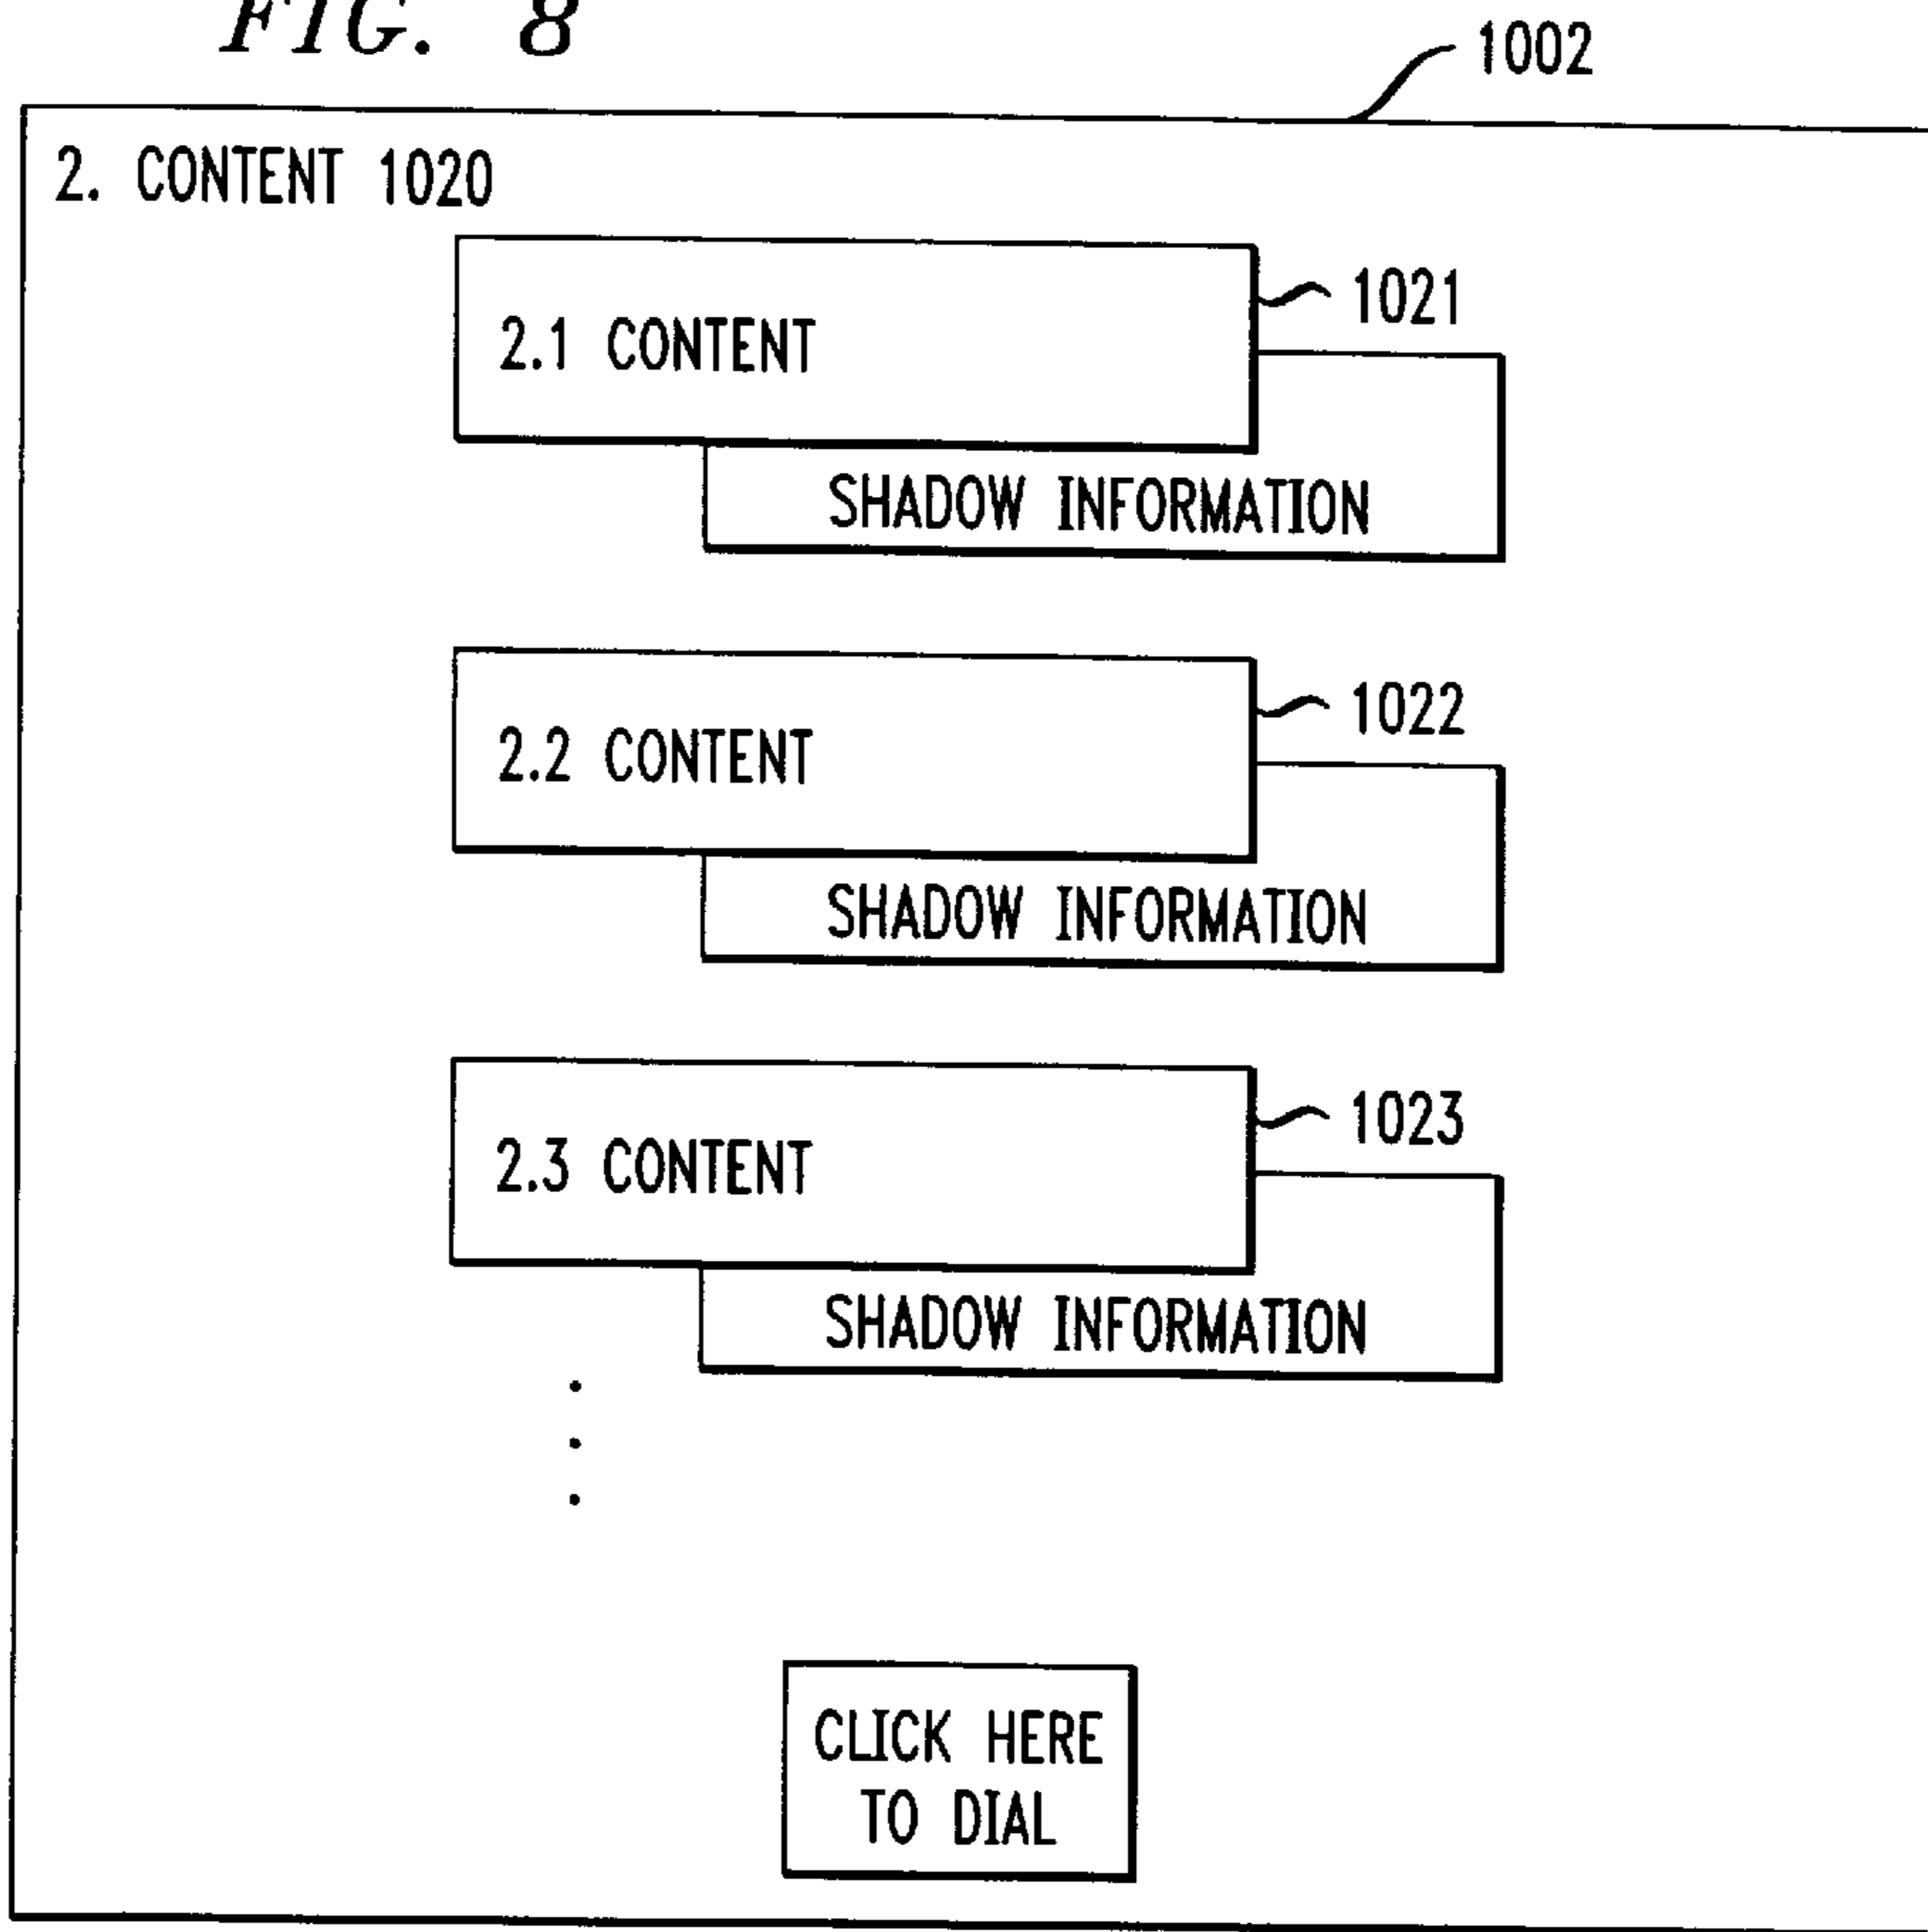 FIG. 8
1002
2. CONTENT 1020
1021
2.1 CONTENT
SHADOW INFORMATION
1022
2.2 CONTENT
SHADOW INFORMATION
1023
2.3 CONTENT
SHADOW INFORMATION
CLICK HERE
TO DIAL